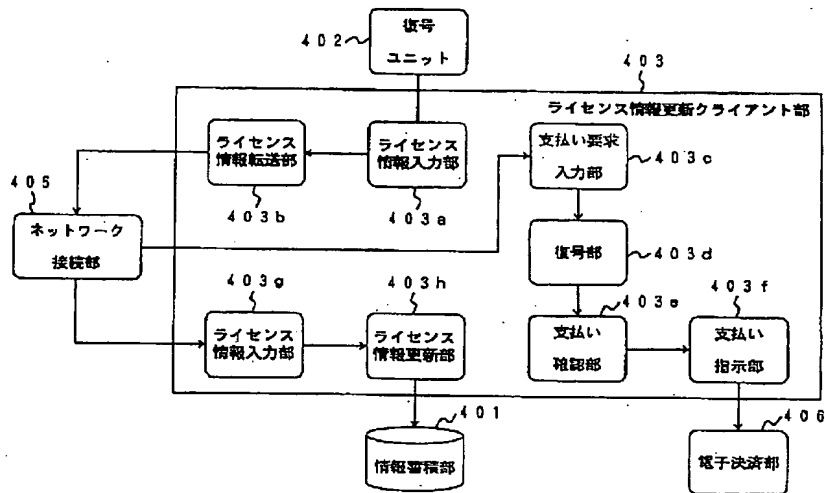 402
復号
ユニット
403
ライセンス情報更新クライアント部
ライセンス
情報転送部
403b
ライセンス
情報入力部
403a
支払い要求
入力部
403c
405
ネットワーク
接続部
復号部
403d
403g
ライセンス
情報入力部
403h
ライセンス
情報更新部
403e
支払い
確認部
403f
支払い
指示部
401
情報蓄積部
406
電子決済部